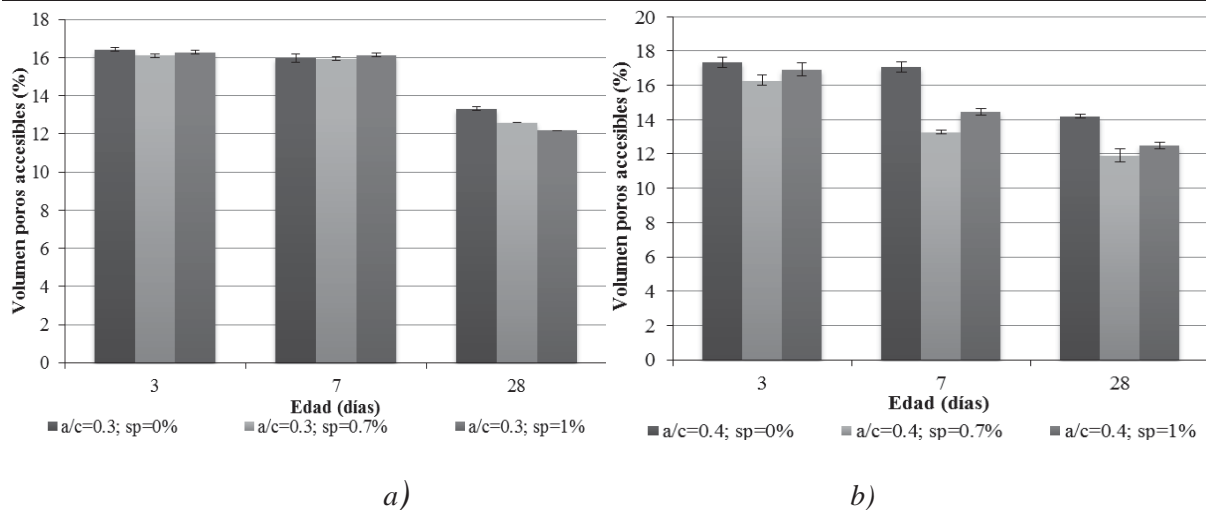 Volumen poros accesibles (%)
18
16
14
12
10
8
6
4
2
0
3
7
28
Edad (días)
a/c=0.3; sp=0%
a/c=0.3; sp=0.7%
a/c=0.3; sp=1%
a)
Volumen poros accesibles (%)
20
18
16
14
12
10
8
6
4
2
0
3
7
28
Edad (días)
a/c=0.4; sp=0%
a/c=0.4; sp=0.7%
a/c=0.4; sp=1%
b)